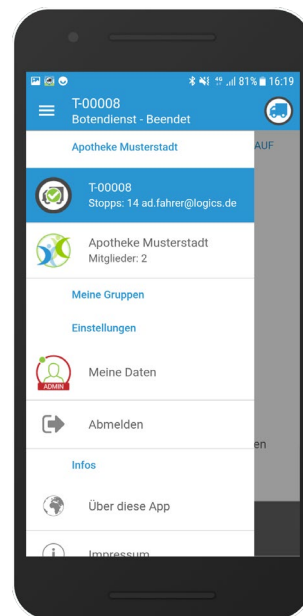 81% 16:19
T-00008
Botendienst - Beendet
Apotheke Musterstadt
AUF
T-00008
Stopps: 14 ad.fahrer@logics.de
Apotheke Musterstadt
Mitglieder: 2
Meine Gruppen
Einstellungen
ADMIN
Meine Daten
Abmelden
en
Infos
Über diese App
Impressum